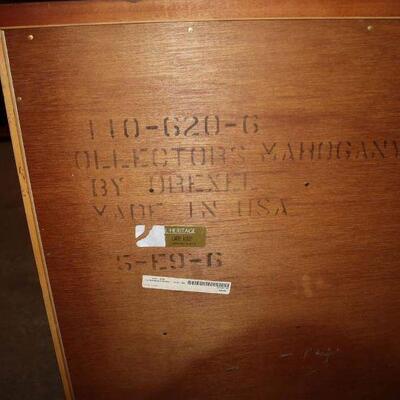 110-620-6
OLLECTORS MAHOGANY
BY DREXEL
MADE IN USA
HERITAGE
5-E9-6